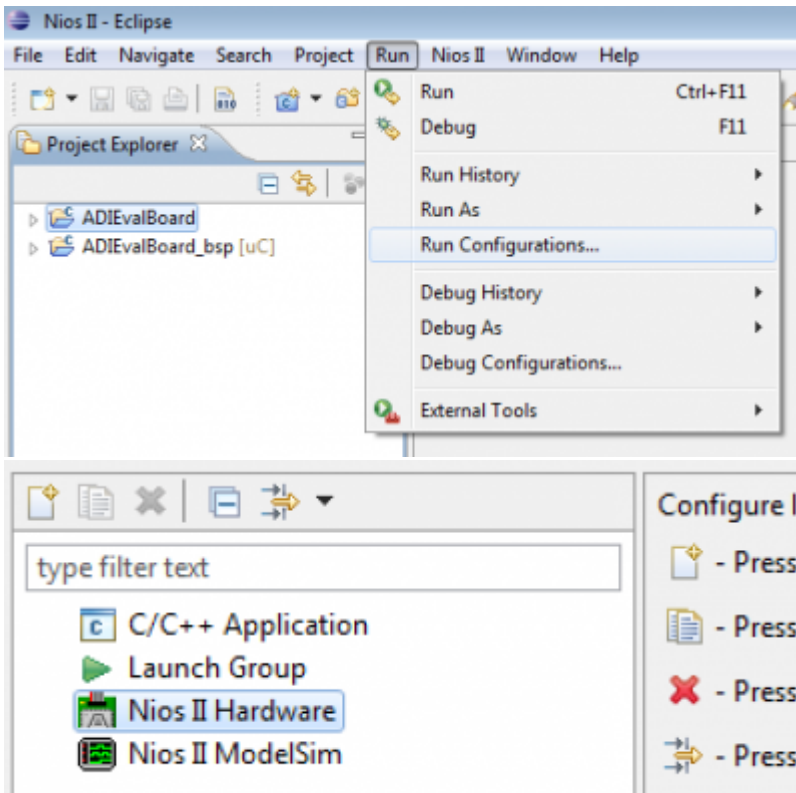 Nios II - Eclipse
File Edit Navigate Search Project Run Nios II Window Help
Run Ctrl+F11
Debug F11
Project Explorer
Run History
Run As
ADIEvalBoard
ADIEvalBoard_bsp [uC]
Run Configurations...
Debug History
Debug As
Debug Configurations...
External Tools
Configure
type filter text
- Press
C/C++ Application
- Press
Launch Group
Nios II Hardware
- Press
Nios II ModelSim
- Press